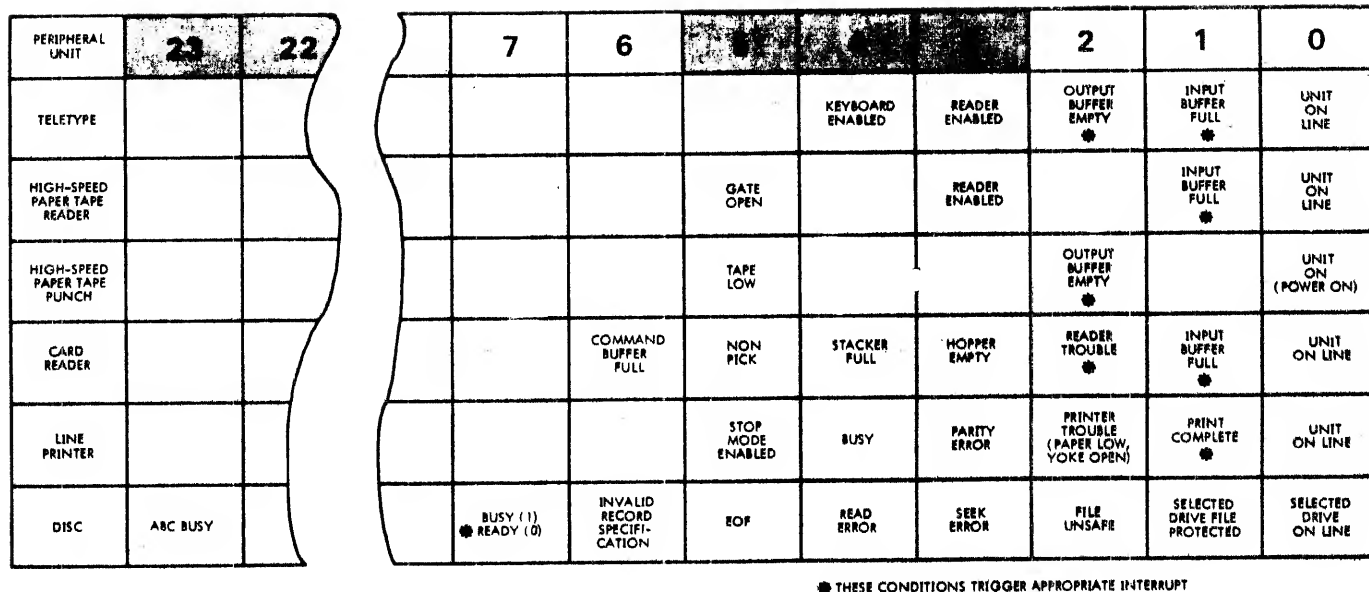 PERIPHERAL
UNIT
23
22
7
6
2
1
0
TELETYPE
KEYBOARD
ENABLED
READER
ENABLED
OUTPUT
BUFFER
EMPTY
✱
INPUT
BUFFER
FULL
✱
UNIT
ON
LINE
HIGH-SPEED
PAPER TAPE
READER
GATE
OPEN
READER
ENABLED
INPUT
BUFFER
FULL
✱
UNIT
ON
LINE
HIGH-SPEED
PAPER TAPE
PUNCH
TAPE
LOW
OUTPUT
BUFFER
EMPTY
✱
UNIT
ON
(POWER ON)
CARD
READER
COMMAND
BUFFER
FULL
NON
PICK
STACKER
FULL
HOPPER
EMPTY
READER
TROUBLE
✱
INPUT
BUFFER
FULL
✱
UNIT
ON LINE
LINE
PRINTER
STOP
MODE
ENABLED
BUSY
PARITY
ERROR
PRINTER
TROUBLE
(PAPER LOW,
YOKE OPEN)
PRINT
COMPLETE
✱
UNIT
ON LINE
DISC
ABC BUSY
BUSY (1)
✱ READY (0)
INVALID
RECORD
SPECIFI-
CATION
EOF
READ
ERROR
SEEK
ERROR
FILE
UNSAFE
SELECTED
DRIVE FILE
PROTECTED
SELECTED
DRIVE
ON LINE
✱ THESE CONDITIONS TRIGGER APPROPRIATE INTERRUPT